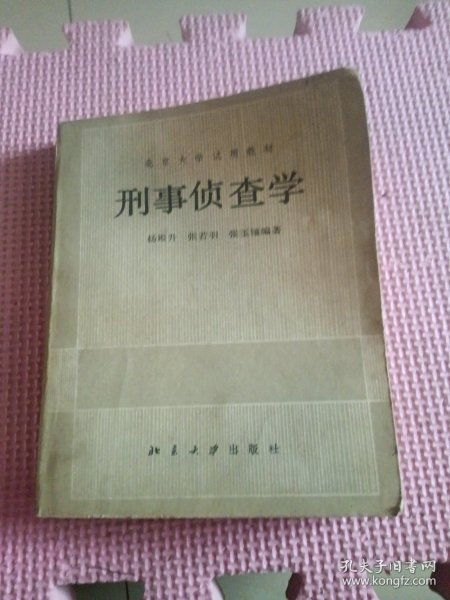 北京大学试用教材
刑事侦查学
杨殿升 张若羽 张玉镶编著
北京大学出版社
孔夫子旧书网
www.kongfz.com